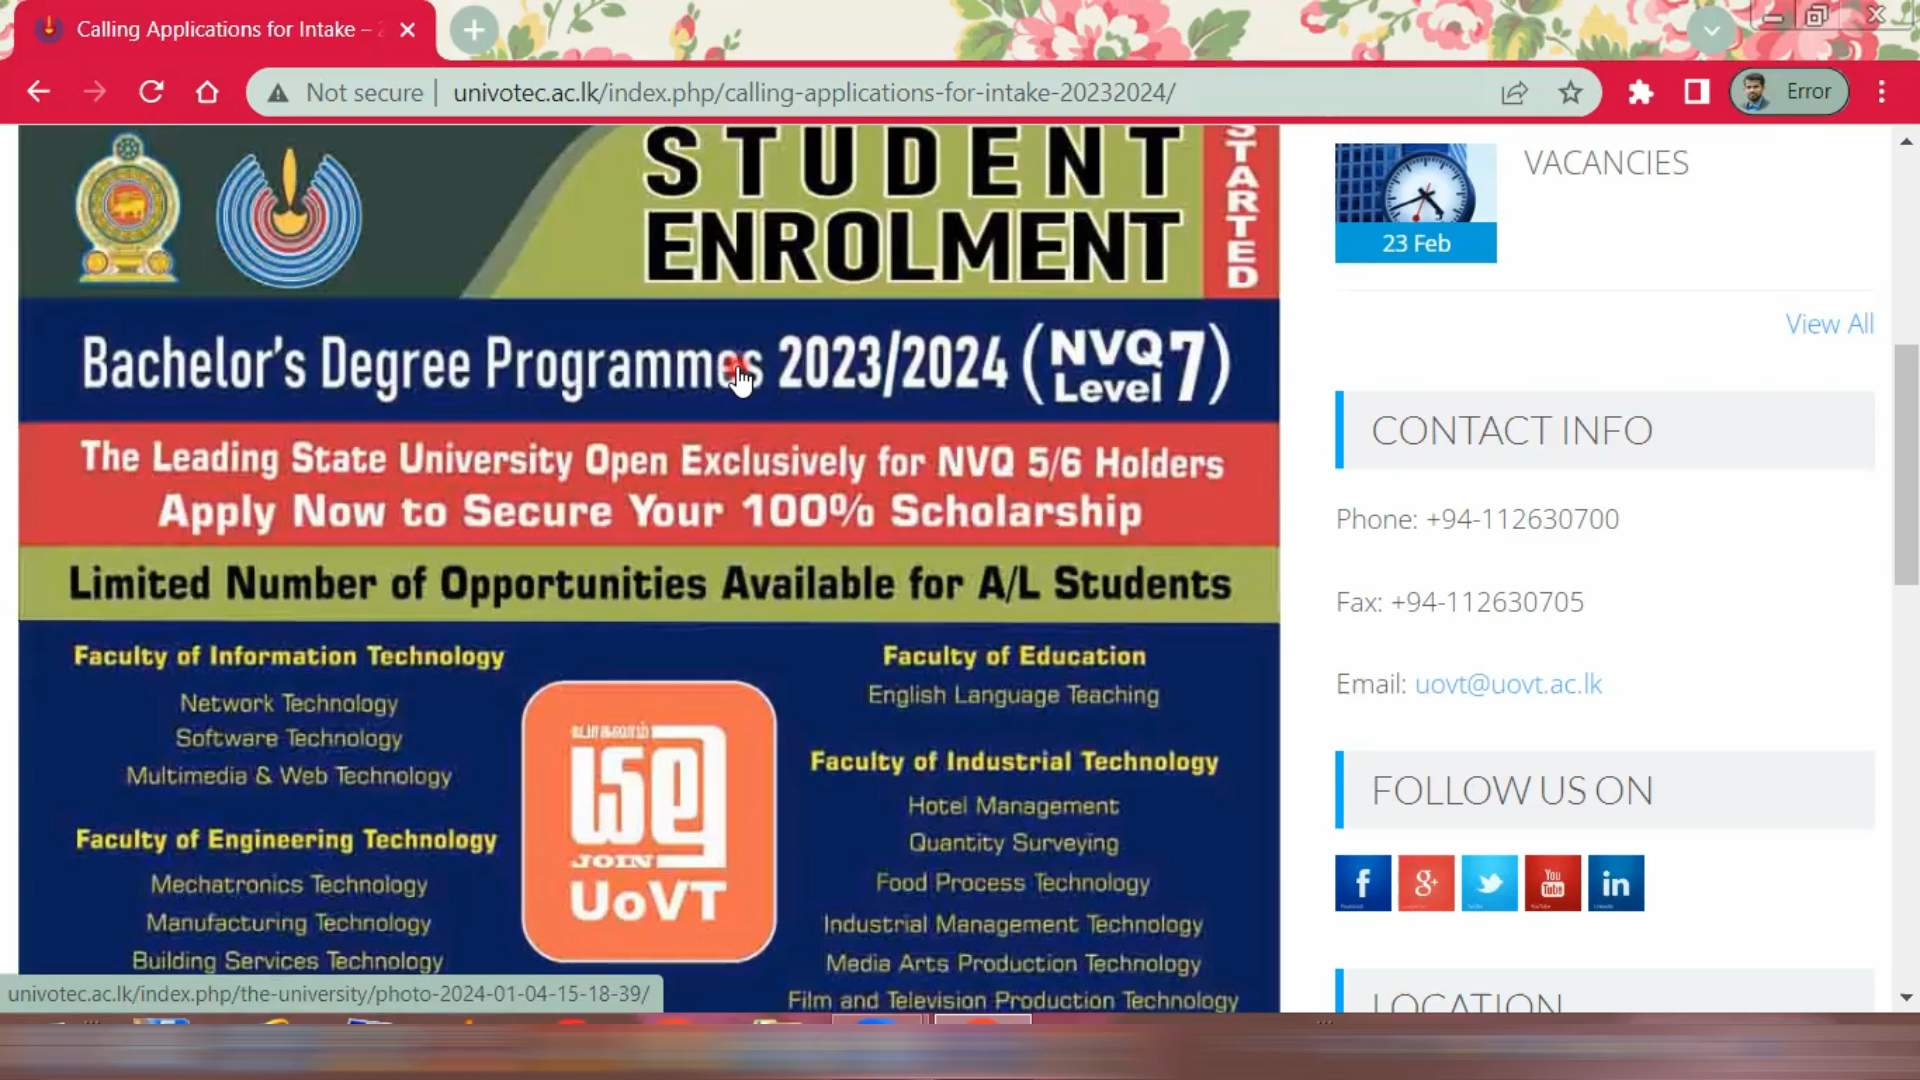 Calling Applications for Intake – 2
Error
Not secure
univotec.ac.lk/index.php/calling-applications-for-intake-20232024/
STUDENT
ENROLMENT
STARTED
Bachelor's Degree Programmes 2023/2024 (NVQ Level 7)
The Leading State University Open Exclusively for NVQ 5/6 Holders
Apply Now to Secure Your 100% Scholarship
Limited Number of Opportunities Available for A/L Students
Faculty of Information Technology
Network Technology
Software Technology
Multimedia & Web Technology
Faculty of Engineering Technology
Mechatronics Technology
Manufacturing Technology
Building Services Technology
யமு
JOIN
UoVT
Faculty of Education
English Language Teaching
Faculty of Industrial Technology
Hotel Management
Quantity Surveying
Food Process Technology
Industrial Management Technology
Media Arts Production Technology
Film and Television Production Technology
23 Feb
VACANCIES
View All
CONTACT INFO
Phone: +94-112630700
Fax: +94-112630705
Email: uovt@uovt.ac.lk
FOLLOW US ON
f
g+
You
Tube
in
LOCATION
univotec.ac.lk/index.php/the-university/photo-2024-01-04-15-18-39/